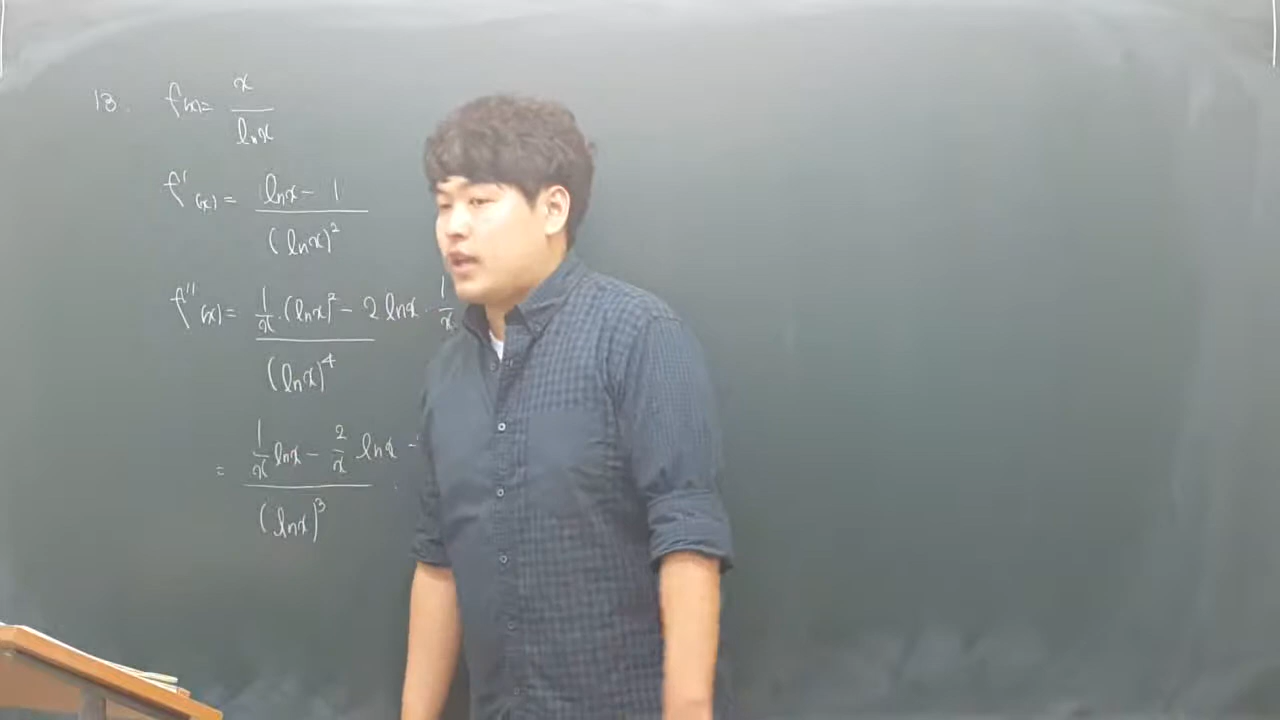 13. f(x)= x / lnx
f'(x)= lnx - 1 / (lnx)²
f''(x)= 1/x · (lnx)² - 2 lnx · 1/x / (lnx)⁴
= 1/x lnx - 2/x lnx / (lnx)³